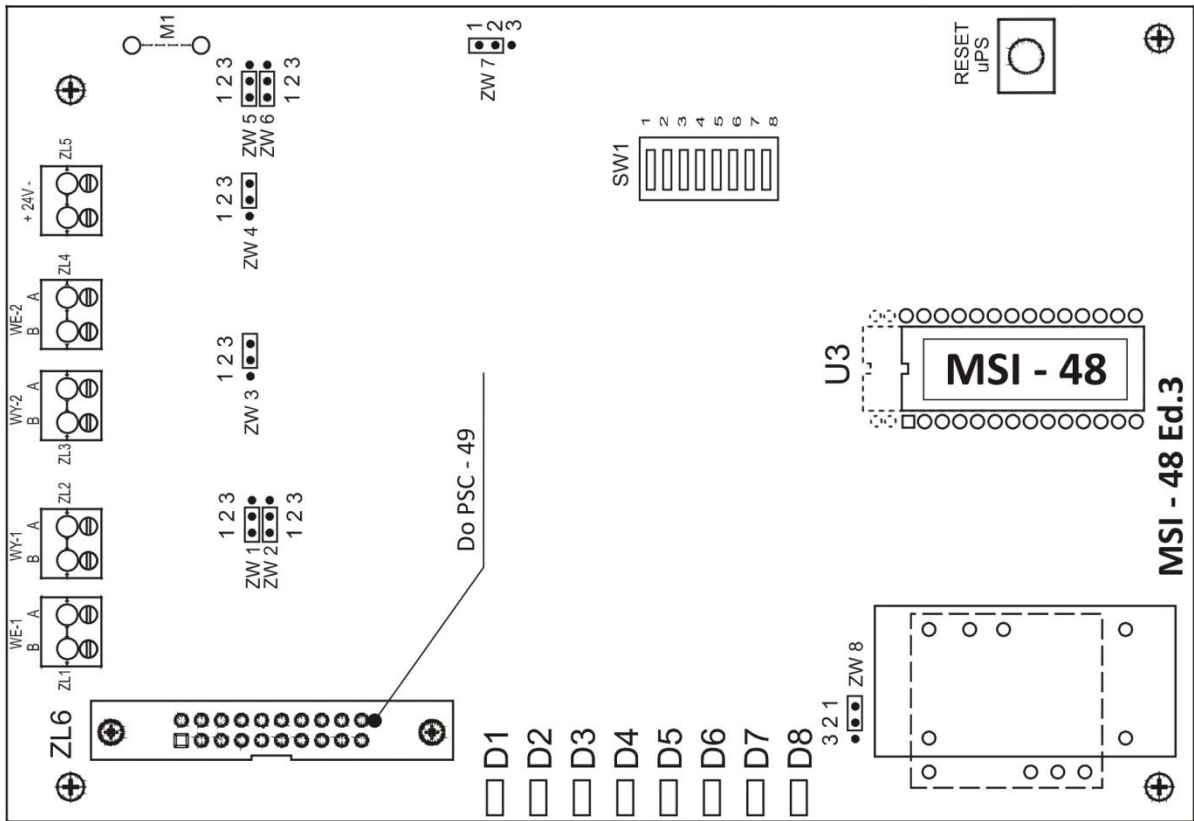 M1
1 2 3
ZW 5
ZW 6
1 2 3
ZW 7
1
2
3
RESET
uPS
+ 24V -
ZL5
1 2 3
ZW 4
SW1
1
2
3
4
5
6
7
8
WE-2
B A
ZL4
1 2 3
ZW 3
WY-2
B A
ZL3
U3
MSI - 48
MSI - 48 Ed.3
WY-1
B A
ZL2
1 2 3
ZW 1
ZW 2
1 2 3
Do PSC - 49
WE-1
B A
ZL1
ZL6
D1
D2
D3
D4
D5
D6
D7
D8
3 2 1
ZW 8